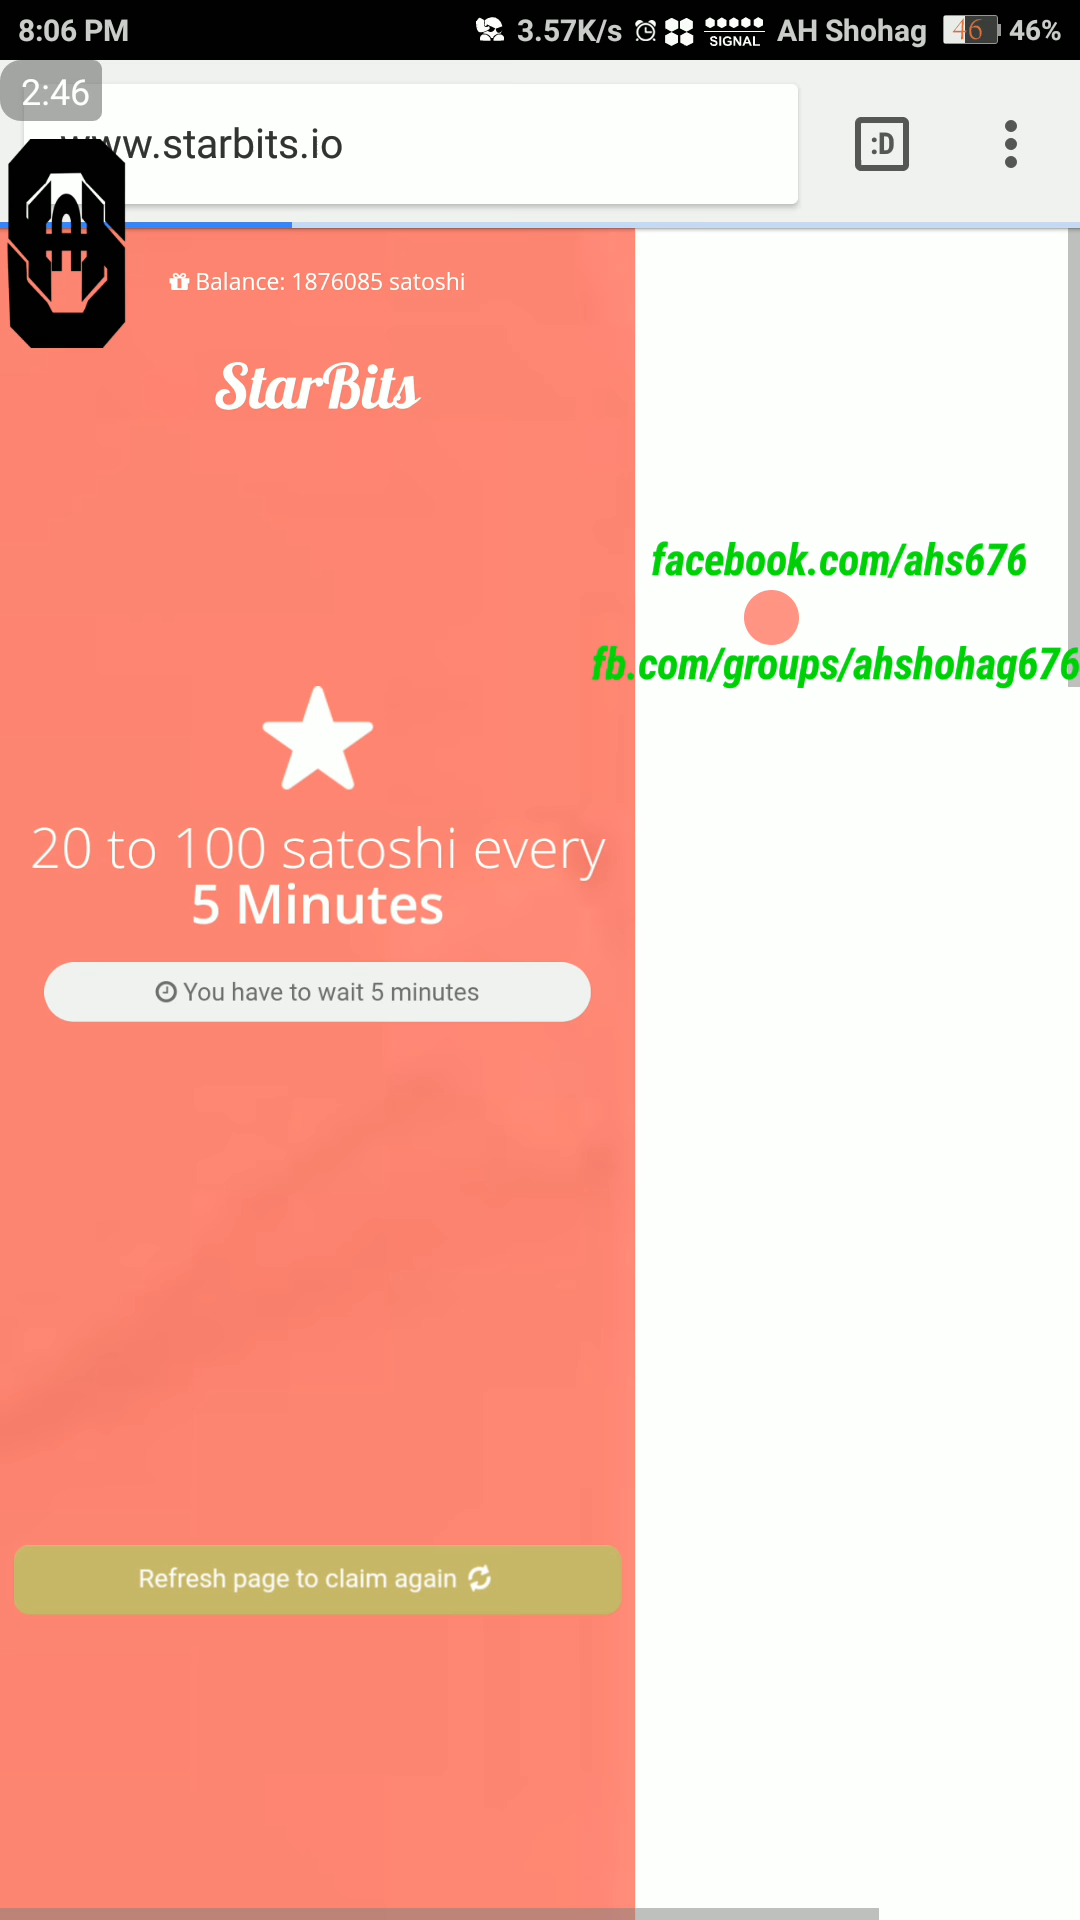 8:06 PM
3.57K/s
SIGNAL
AH Shohag
46
46%
2:46
www.starbits.io
:D
Balance: 1876085 satoshi
StarBits
facebook.com/ahs676
fb.com/groups/ahshohag676
20 to 100 satoshi every
5 Minutes
You have to wait 5 minutes
Refresh page to claim again